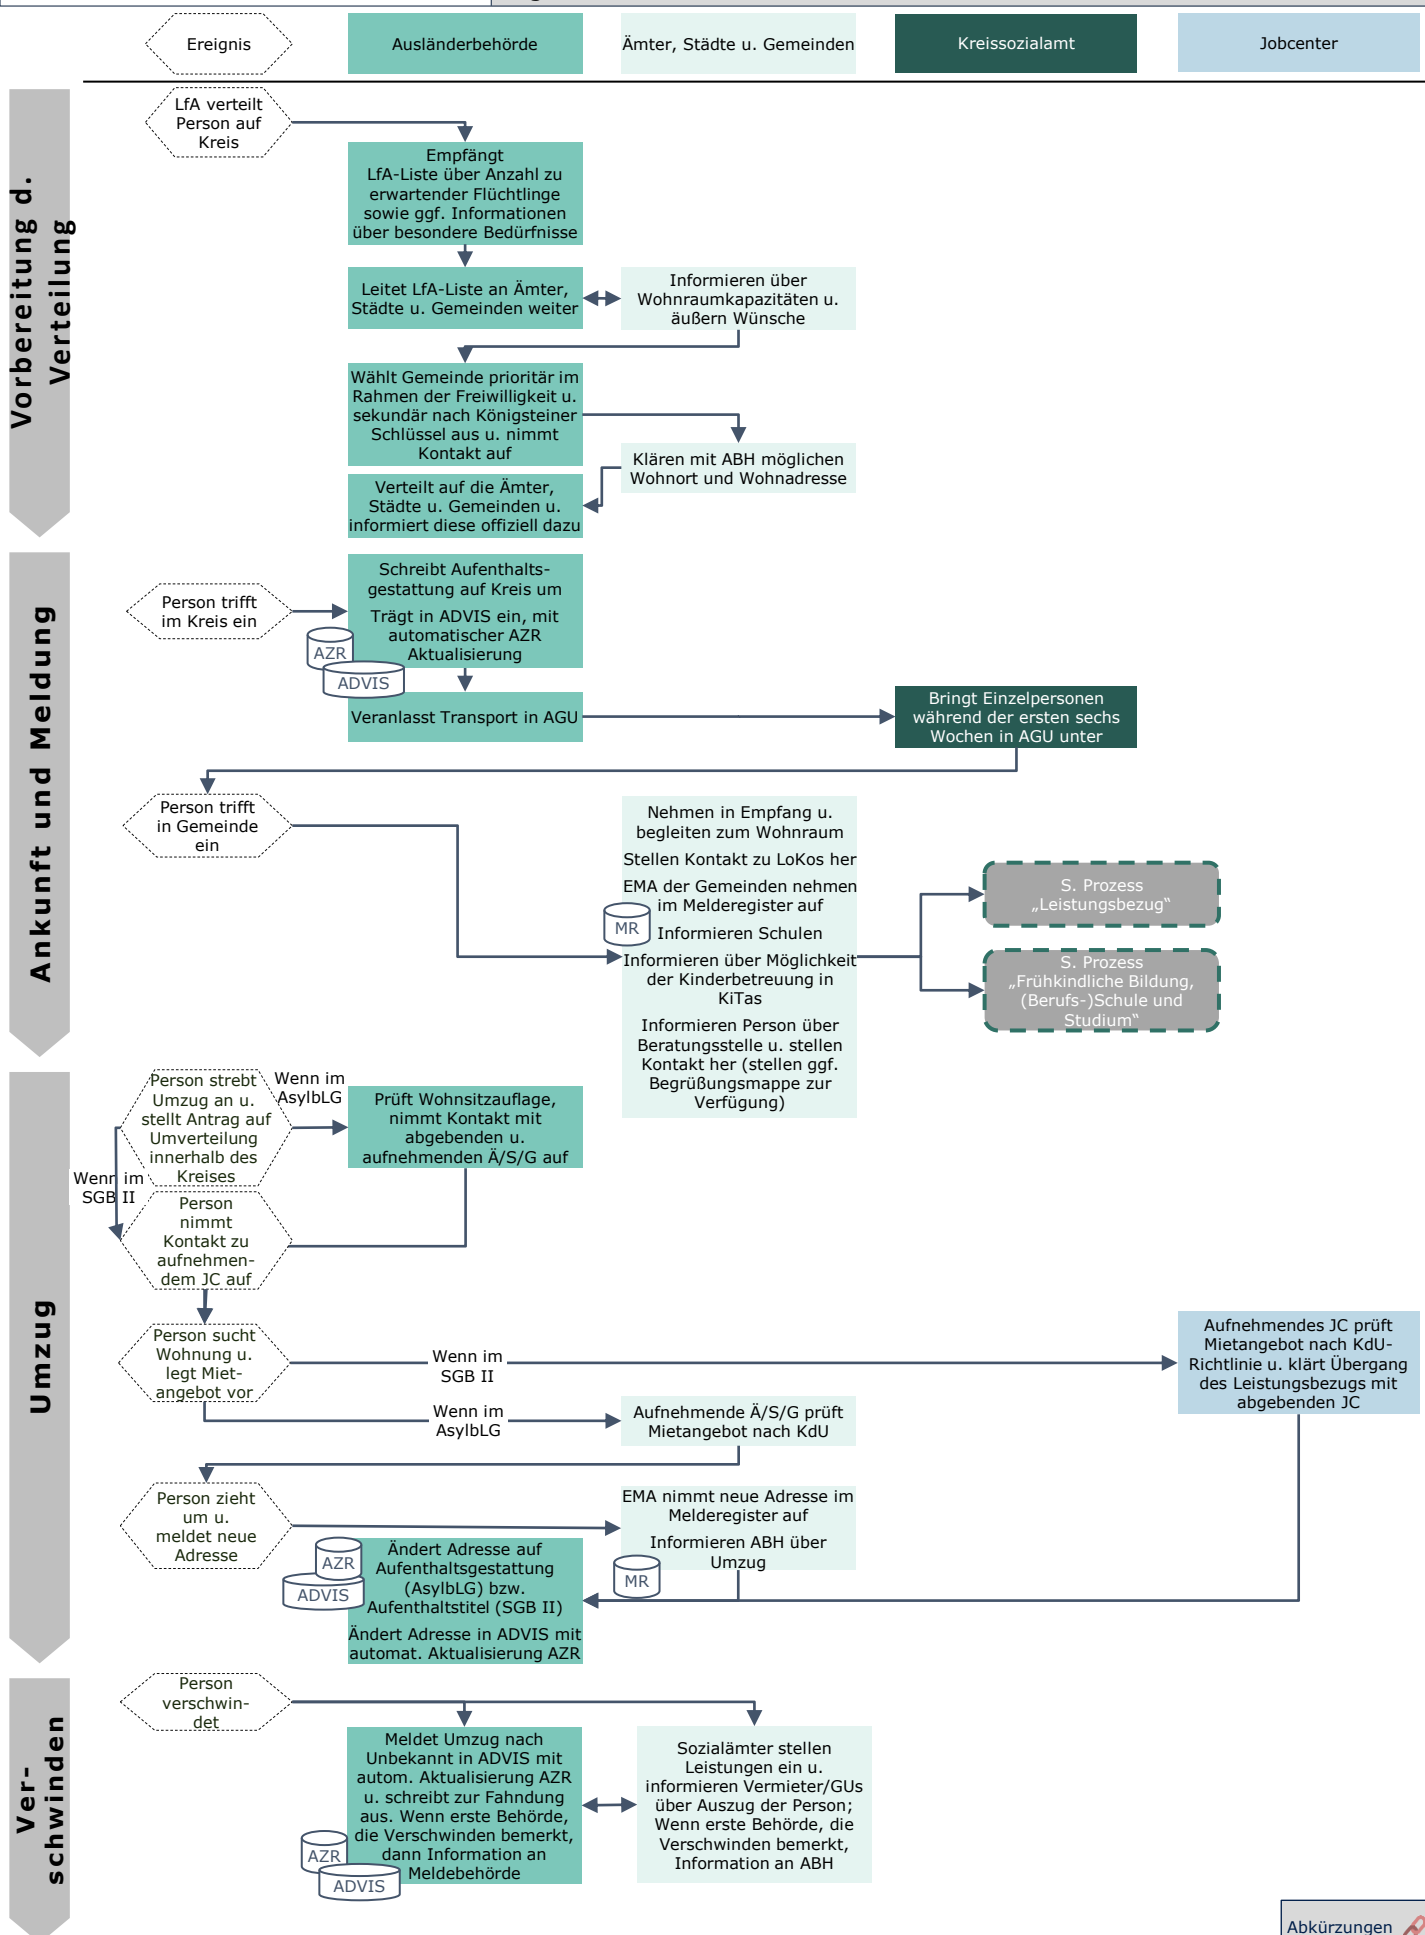 Ereignis
Ausländerbehörde
Ämter, Städte u. Gemeinden
Kreissozialamt
Jobcenter
Vorbereitung d.
Verteilung
LfA verteilt
Person auf
Kreis
Empfängt
LfA-Liste über Anzahl zu
erwartender Flüchtlinge
sowie ggf. Informationen
über besondere Bedürfnisse
Leitet LfA-Liste an Ämter,
Städte u. Gemeinden weiter
Informieren über
Wohnraumkapazitäten u.
äußern Wünsche
Wählt Gemeinde prioritär im
Rahmen der Freiwilligkeit u.
sekundär nach Königsteiner
Schlüssel aus u. nimmt
Kontakt auf
Klären mit ABH möglichen
Wohnort und Wohnadresse
Verteilt auf die Ämter,
Städte u. Gemeinden u.
informiert diese offiziell dazu
Ankunft und Meldung
Person trifft
im Kreis ein
Schreibt Aufenthalts-
gestattung auf Kreis um
Trägt in ADVIS ein, mit
automatischer AZR
Aktualisierung
AZR
ADVIS
Veranlasst Transport in AGU
Bringt Einzelpersonen
während der ersten sechs
Wochen in AGU unter
Person trifft
in Gemeinde
ein
Nehmen in Empfang u.
begleiten zum Wohnraum
Stellen Kontakt zu LoKos her
EMA der Gemeinden nehmen
im Melderegister auf
MR
Informieren Schulen
Informieren über Möglichkeit
der Kinderbetreuung in
KiTas
Informieren Person über
Beratungsstelle u. stellen
Kontakt her (stellen ggf.
Begrüßungsmappe zur
Verfügung)
S. Prozess
„Leistungsbezug“
S. Prozess
„Frühkindliche Bildung,
(Berufs-)Schule und
Studium“
Umzug
Person strebt
Umzug an u.
stellt Antrag auf
Umverteilung
innerhalb des
Kreises
Wenn im
AsylbLG
Prüft Wohnsitzauflage,
nimmt Kontakt mit
abgebenden u.
aufnehmenden Ä/S/G auf
Wenn im
SGB II
Person
nimmt
Kontakt zu
aufnehmen-
dem JC auf
Person sucht
Wohnung u.
legt Miet-
angebot vor
Wenn im
SGB II
Aufnehmendes JC prüft
Mietangebot nach KdU-
Richtlinie u. klärt Übergang
des Leistungsbezugs mit
abgebenden JC
Wenn im
AsylbLG
Aufnehmende Ä/S/G prüft
Mietangebot nach KdU
Person zieht
um u.
meldet neue
Adresse
EMA nimmt neue Adresse im
Melderegister auf
Informieren ABH über
Umzug
MR
AZR
ADVIS
Ändert Adresse auf
Aufenthaltsgestattung
(AsylbLG) bzw.
Aufenthaltstitel (SGB II)
Ändert Adresse in ADVIS mit
automat. Aktualisierung AZR
Ver-
schwinden
Person
verschwin-
det
Meldet Umzug nach
Unbekannt in ADVIS mit
autom. Aktualisierung AZR
u. schreibt zur Fahndung
aus. Wenn erste Behörde,
die Verschwinden bemerkt,
dann Information an
Meldebehörde
AZR
ADVIS
Sozialämter stellen
Leistungen ein u.
informieren Vermieter/GUs
über Auszug der Person;
Wenn erste Behörde, die
Verschwinden bemerkt,
Information an ABH
Abkürzungen